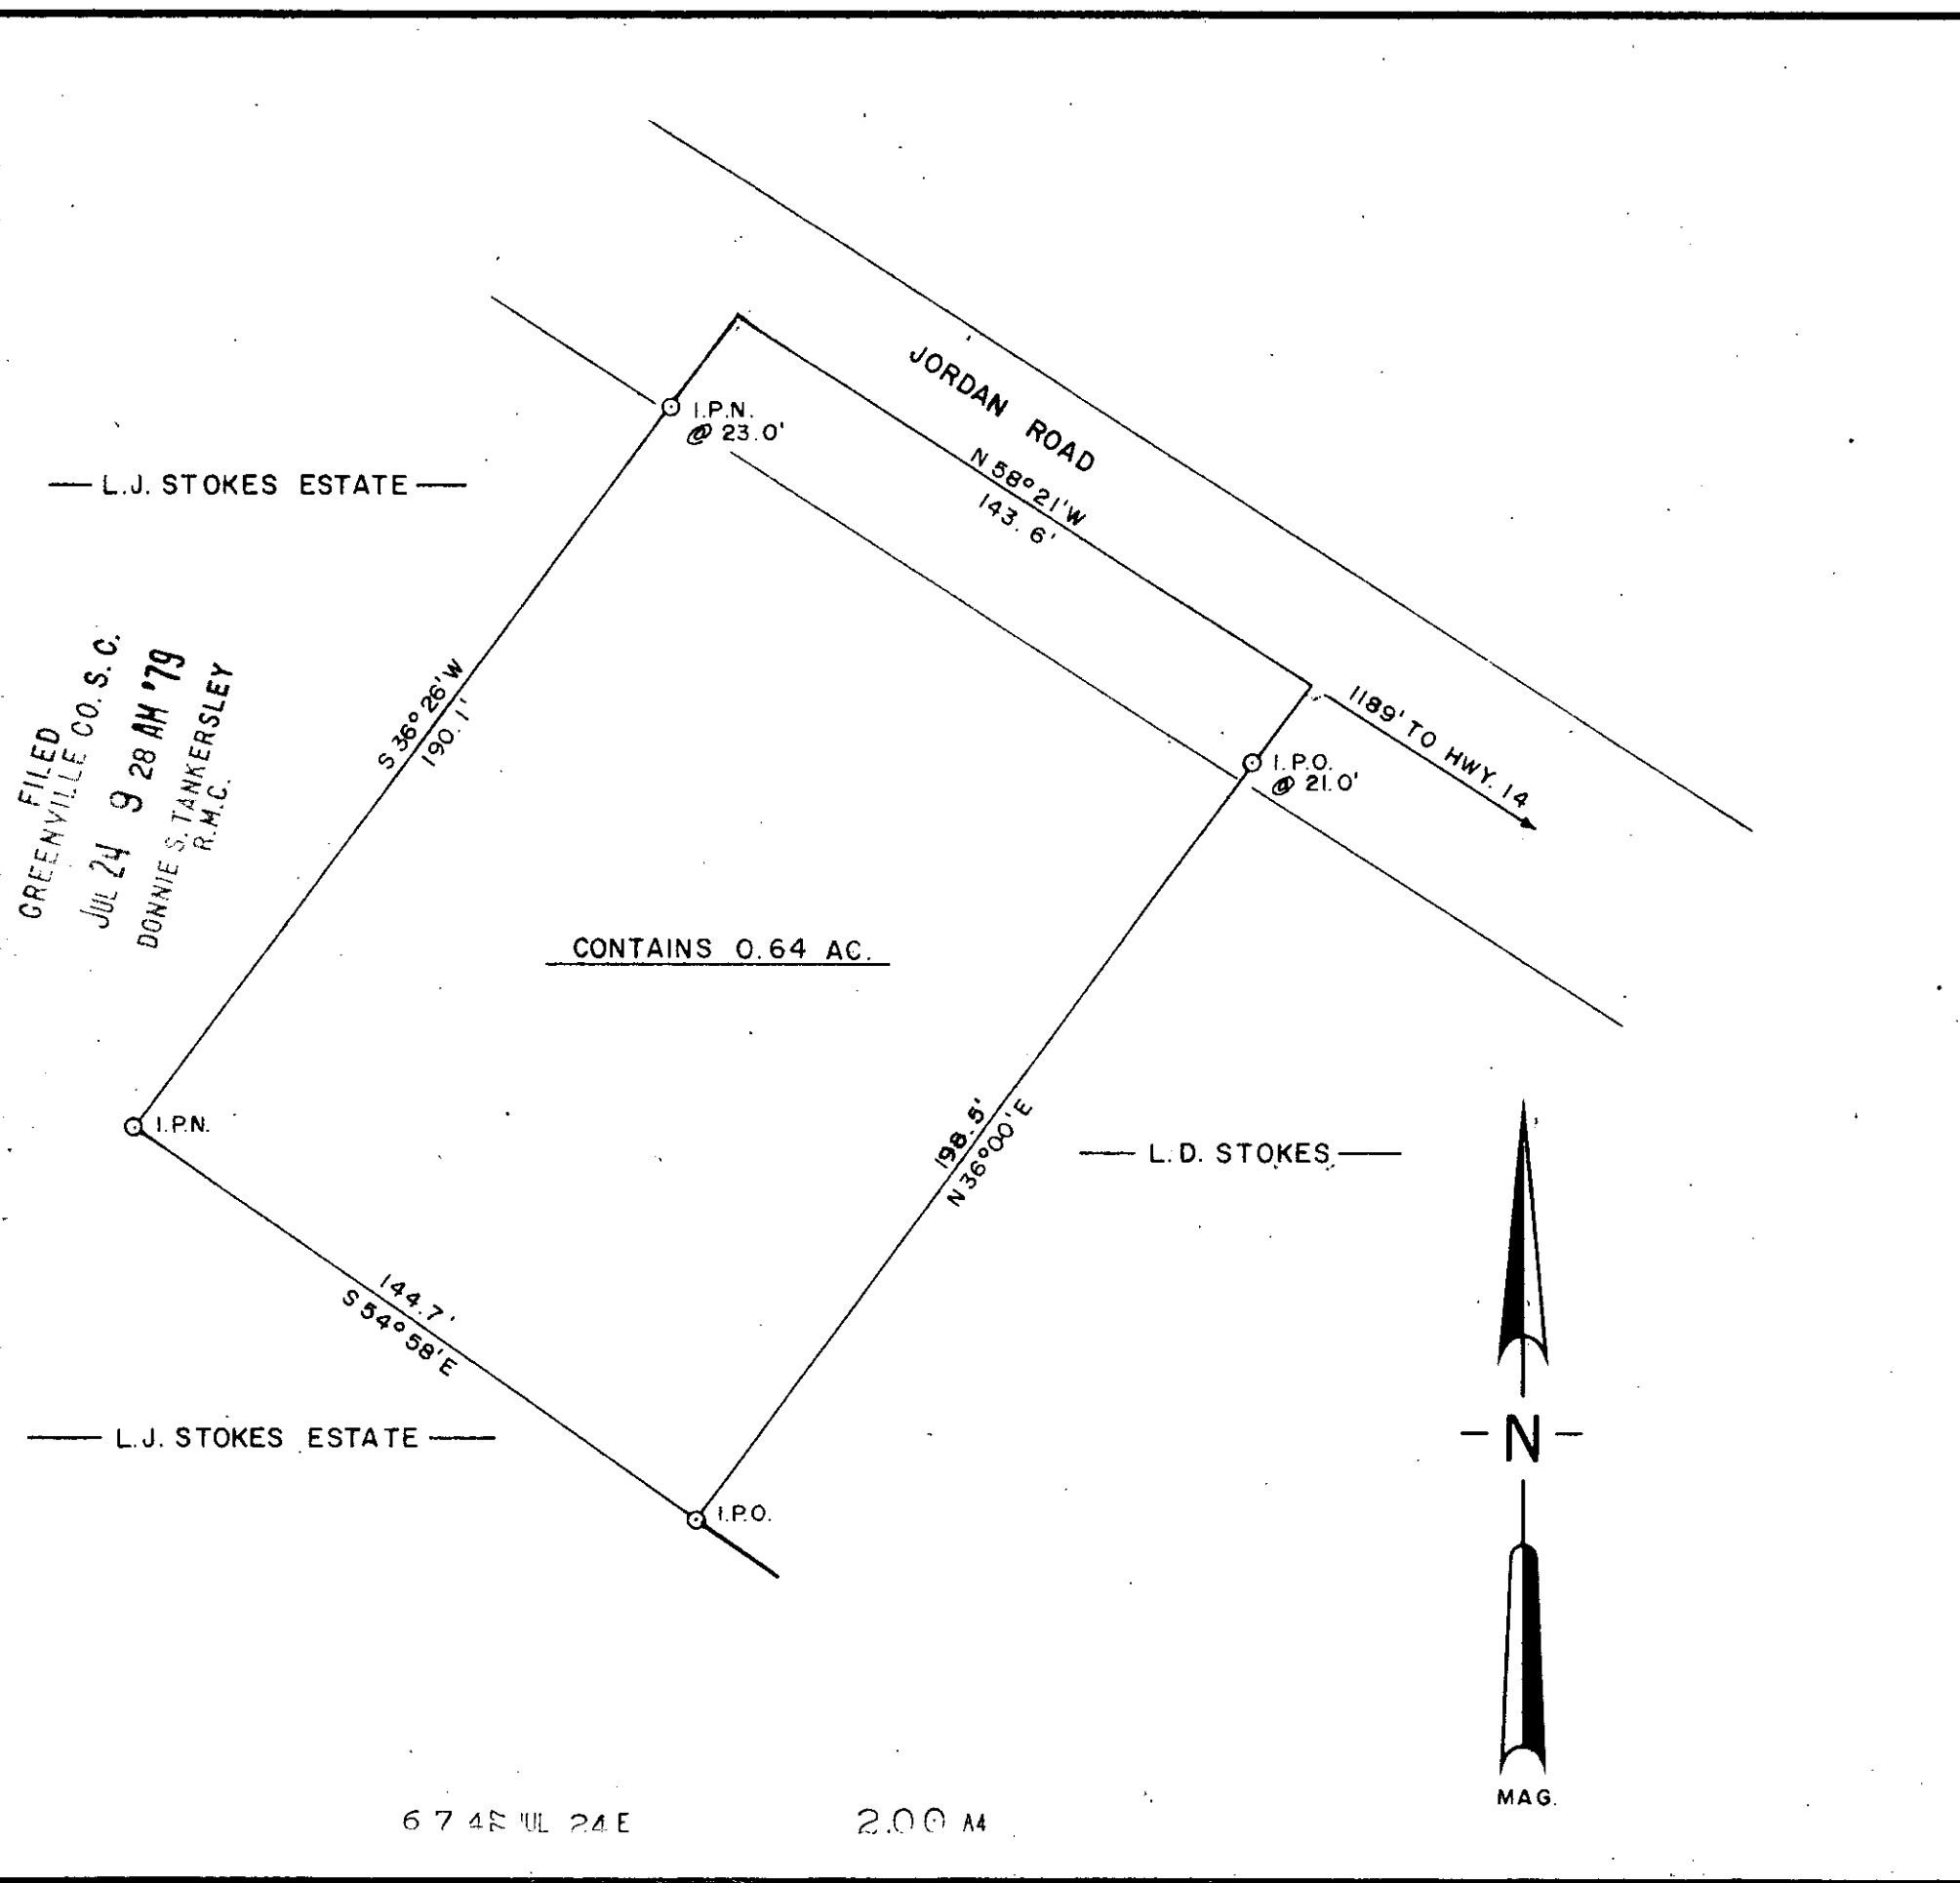 JORDAN ROAD
I.P.N.
@ 23.0'
N 58°21'W
143.6'
— L.J. STOKES ESTATE —
FILED
GREENVILLE CO. S. C.
JUL 24 9 28 AM '79
DONNIE S. TANKERSLEY
R.M.C.
S 36°26'W
190.1'
1189' TO HWY. 14
I.P.O.
@ 21.0'
CONTAINS 0.64 AC.
I.P.N.
198.5'
N 36°00'E
— L.D. STOKES —
144.7'
S 54°58'E
— L.J. STOKES ESTATE —
I.P.O.
- N -
MAG.
24 E 2.00 A4